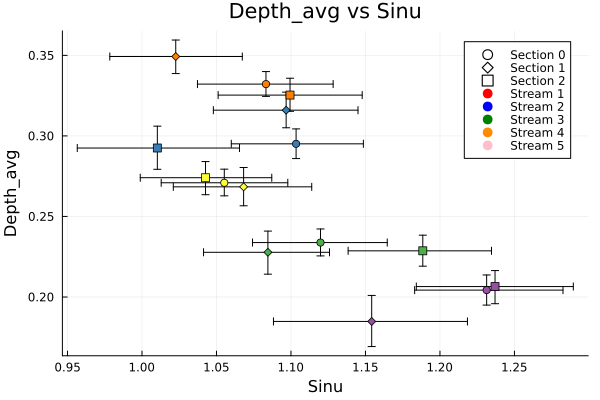 Depth_avg vs Sinu
Depth_avg
0.35
0.30
0.25
0.20
0.95
1.00
1.05
1.10
1.15
1.20
1.25
Sinu
Section 0
Section 1
Section 2
Stream 1
Stream 2
Stream 3
Stream 4
Stream 5